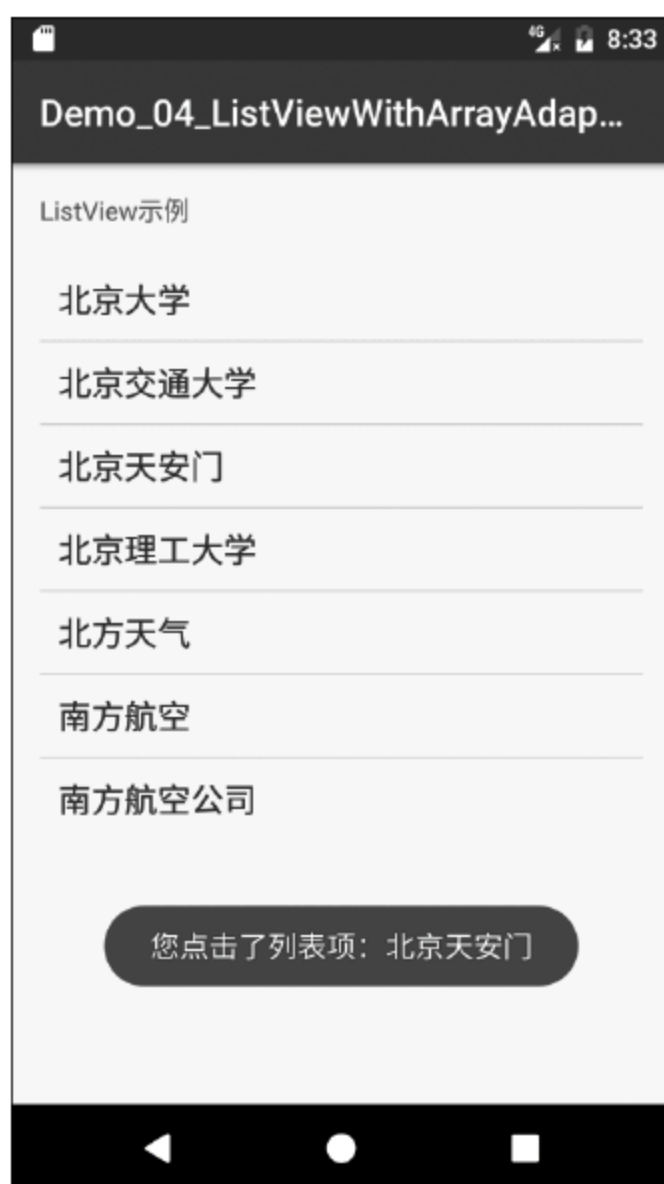 4G 8:33
Demo_04_ListViewWithArrayAdap...
ListView示例
北京大学
北京交通大学
北京天安门
北京理工大学
北方天气
南方航空
南方航空公司
您点击了列表项：北京天安门